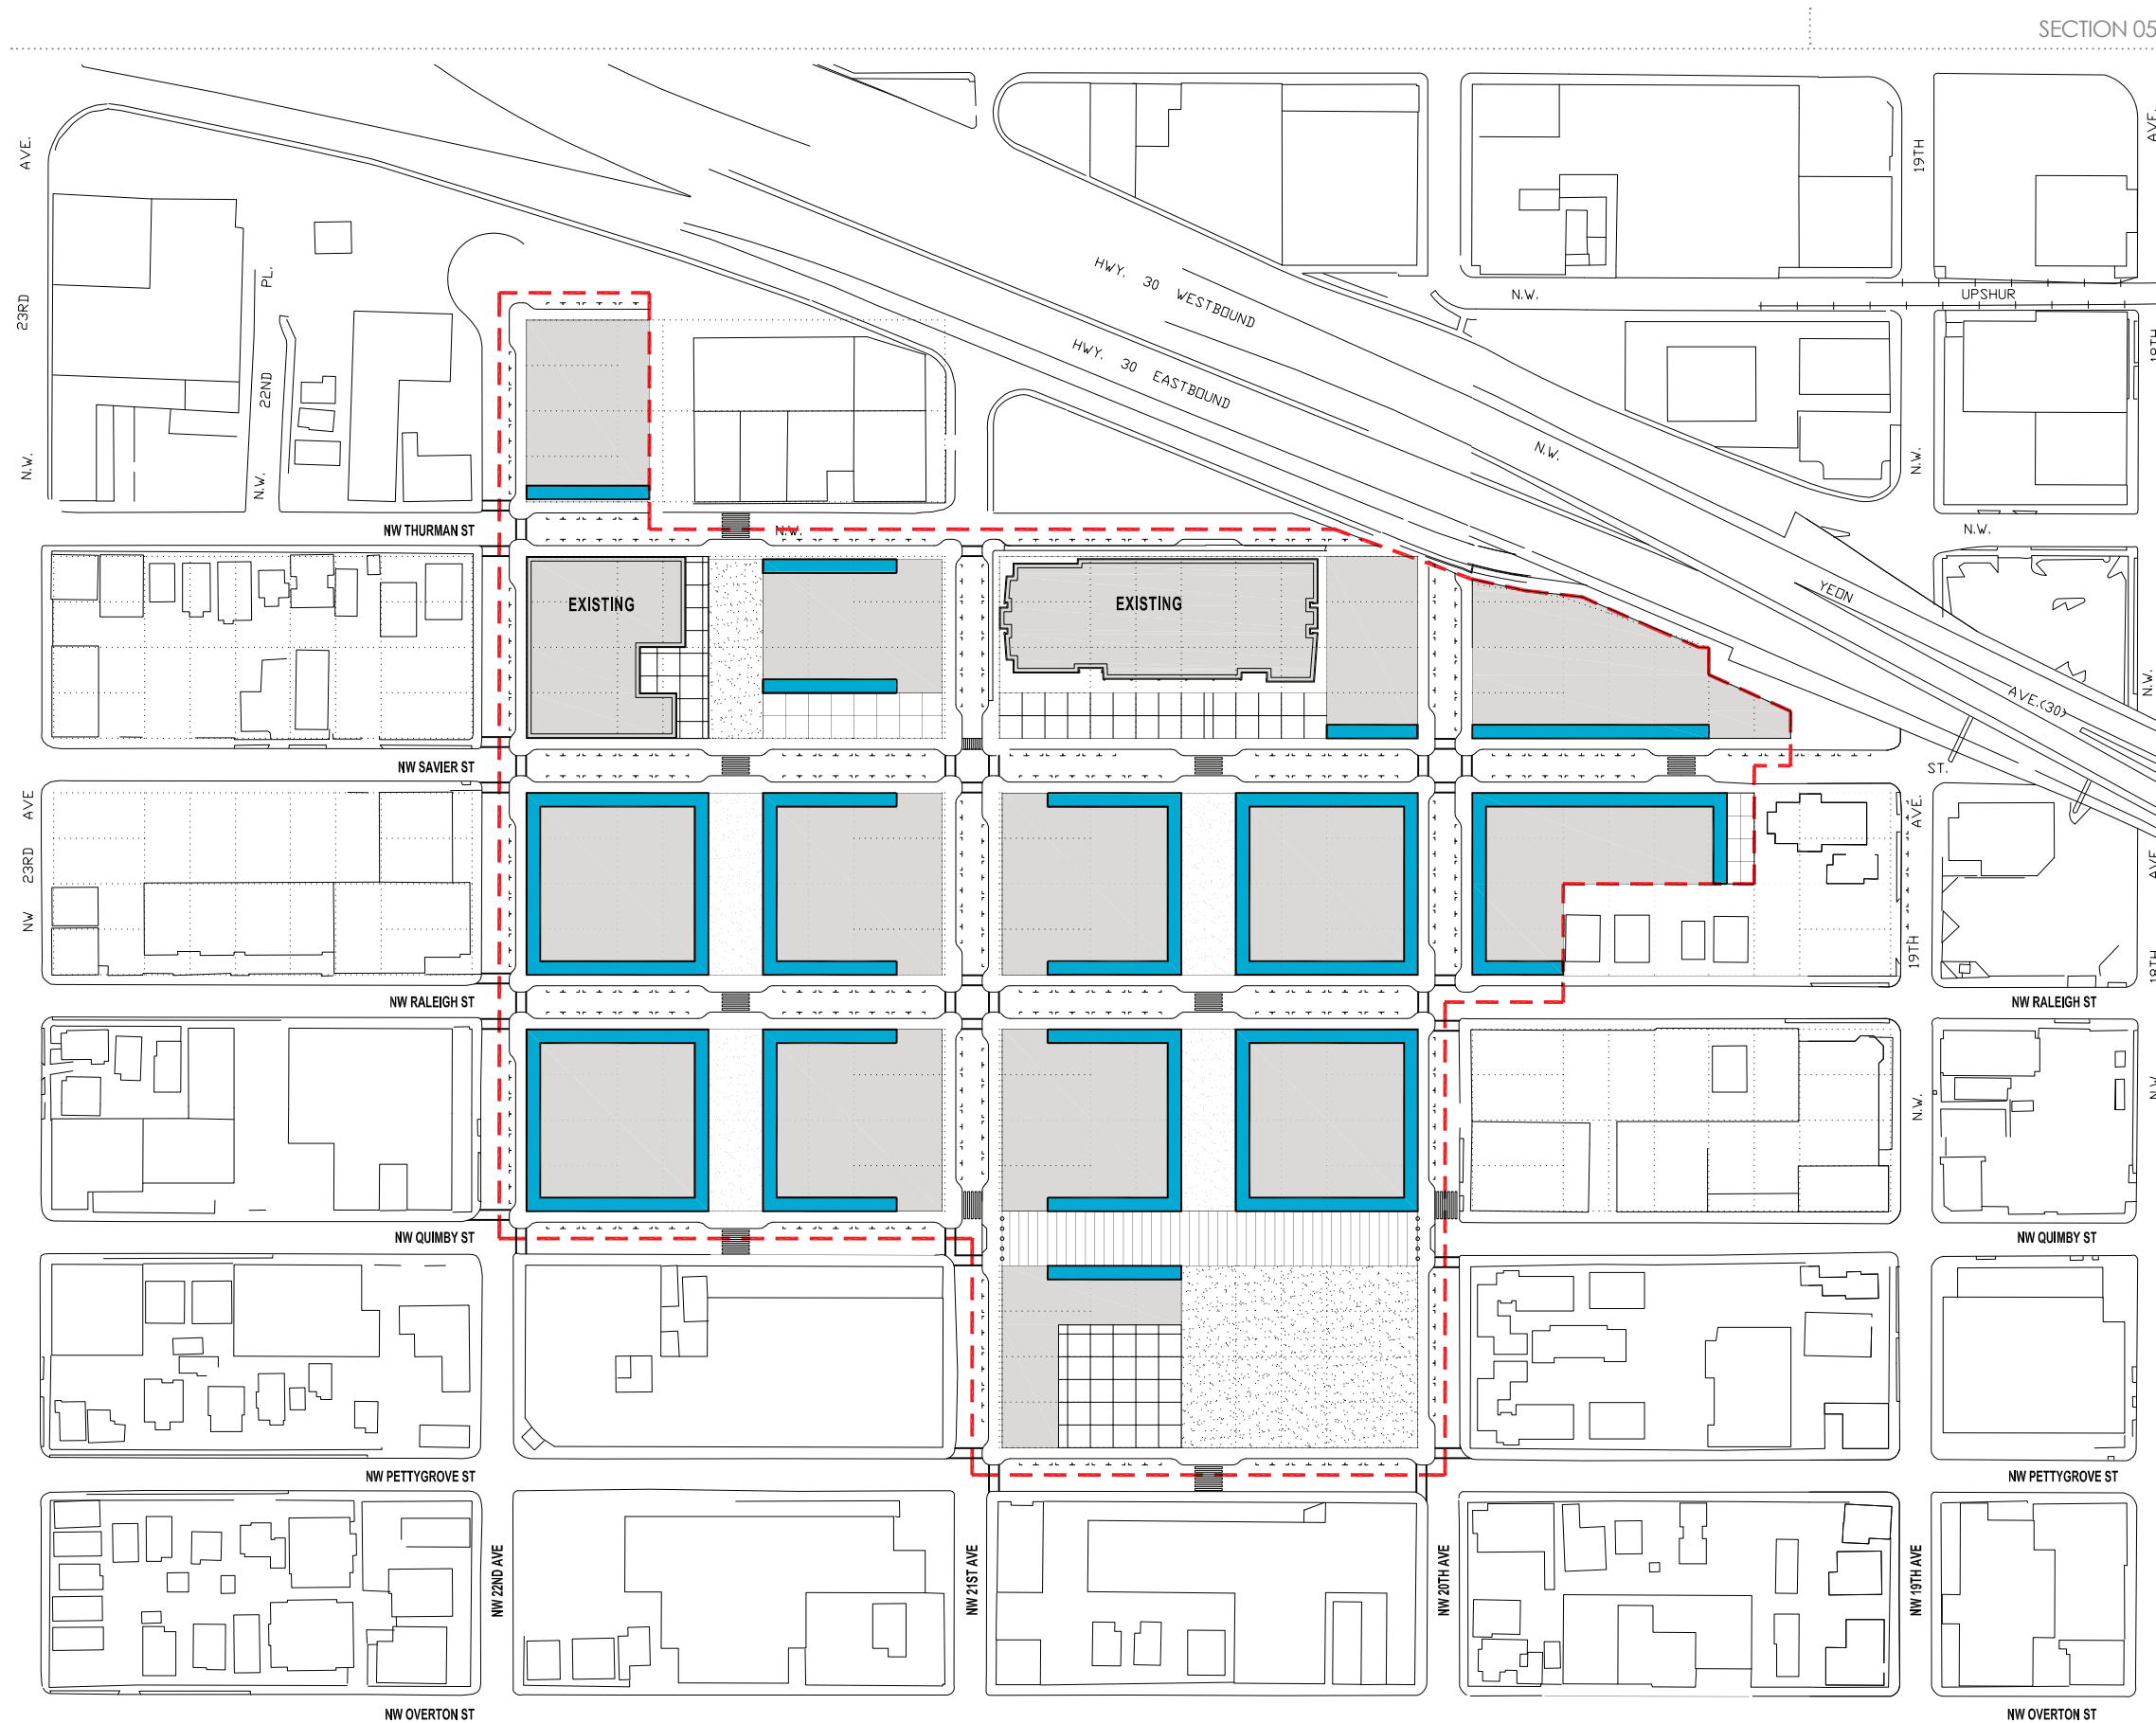 SECTION 05
AVE.
23RD
N.W.
PL.
22ND
N.W.
HWY. 30 WESTBOUND
HWY. 30 EASTBOUND
N.W.
UPSHUR
19TH
N.W.
AVE.
18TH
N.W.
N.W.
YEON
AVE.(30)
N.W.
NW THURMAN ST
N.W.
EXISTING
EXISTING
NW SAVIER ST
ST.
AVE
23RD
NW
AVE.
19TH
AVE
18TH
NW RALEIGH ST
NW RALEIGH ST
N.W.
N.W.
NW QUIMBY ST
NW QUIMBY ST
NW PETTYGROVE ST
NW PETTYGROVE ST
NW 22ND AVE
NW 21ST AVE
NW 20TH AVE
NW 19TH AVE
NW OVERTON ST
NW OVERTON ST